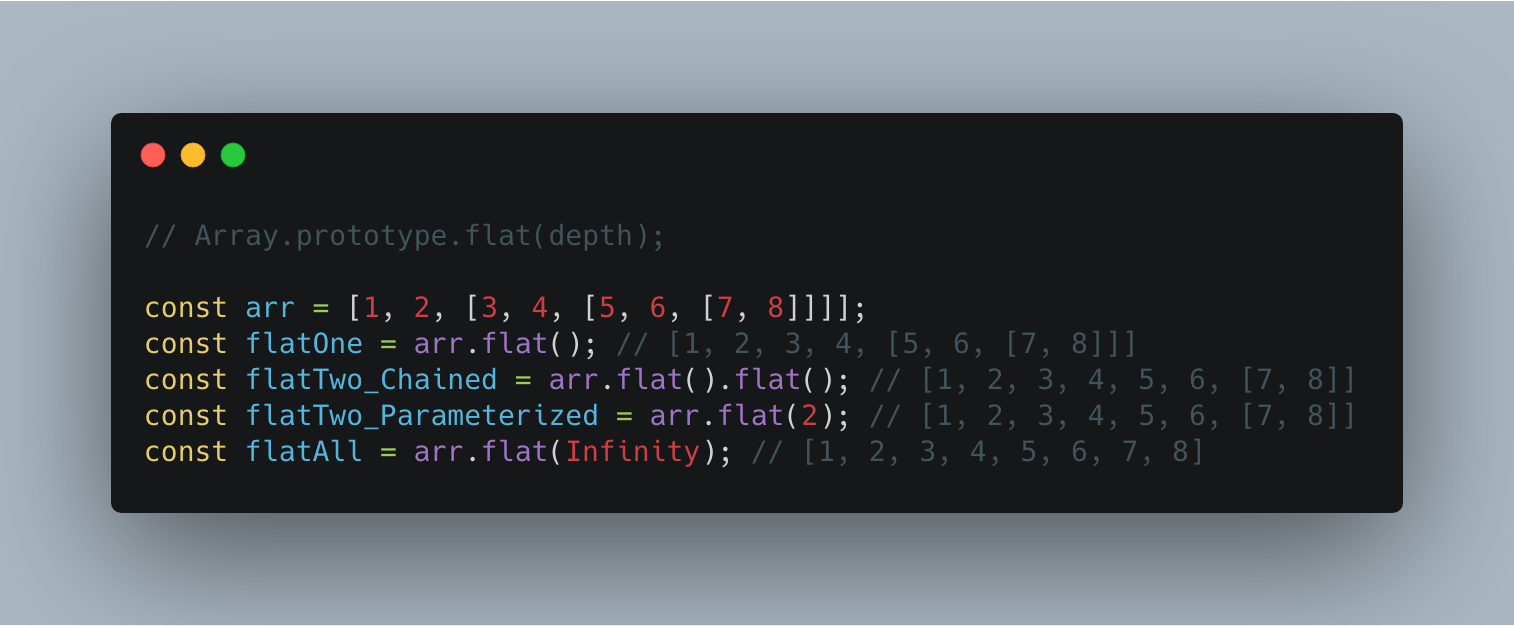 // Array.prototype.flat(depth);
const arr = [1, 2, [3, 4, [5, 6, [7, 8]]]];
const flatOne = arr.flat(); // [1, 2, 3, 4, [5, 6, [7, 8]]]
const flatTwo_Chained = arr.flat().flat(); // [1, 2, 3, 4, 5, 6, [7, 8]]
const flatTwo_Parameterized = arr.flat(2); // [1, 2, 3, 4, 5, 6, [7, 8]]
const flatAll = arr.flat(Infinity); // [1, 2, 3, 4, 5, 6, 7, 8]